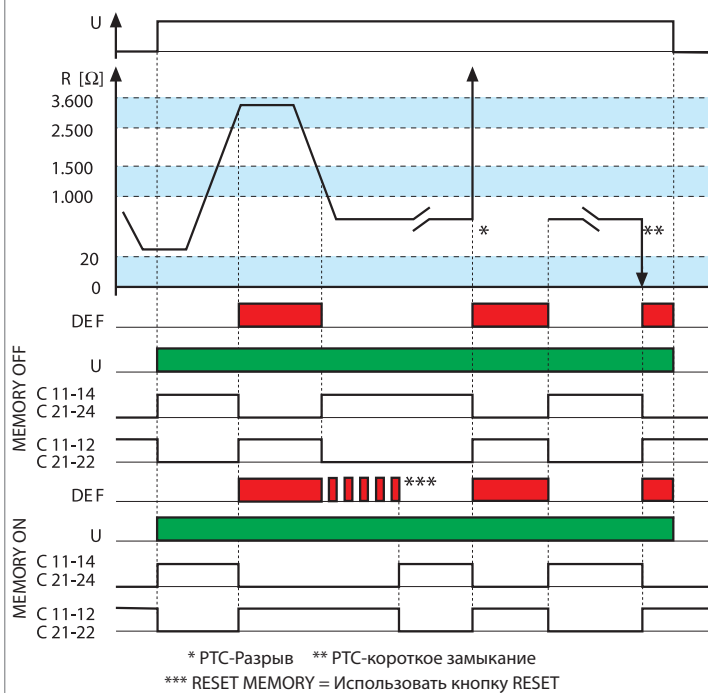 U
R [Ω]
3.600
2.500
1.500
1.000
*
**
20
0
MEMORY OFF
DEF
U
C 11-14
C 21-24
C 11-12
C 21-22
MEMORY ON
DEF
***
U
C 11-14
C 21-24
C 11-12
C 21-22
* РТС-Разрыв ** РТС-короткое замыкание
*** RESET MEMORY = Использовать кнопку RESET